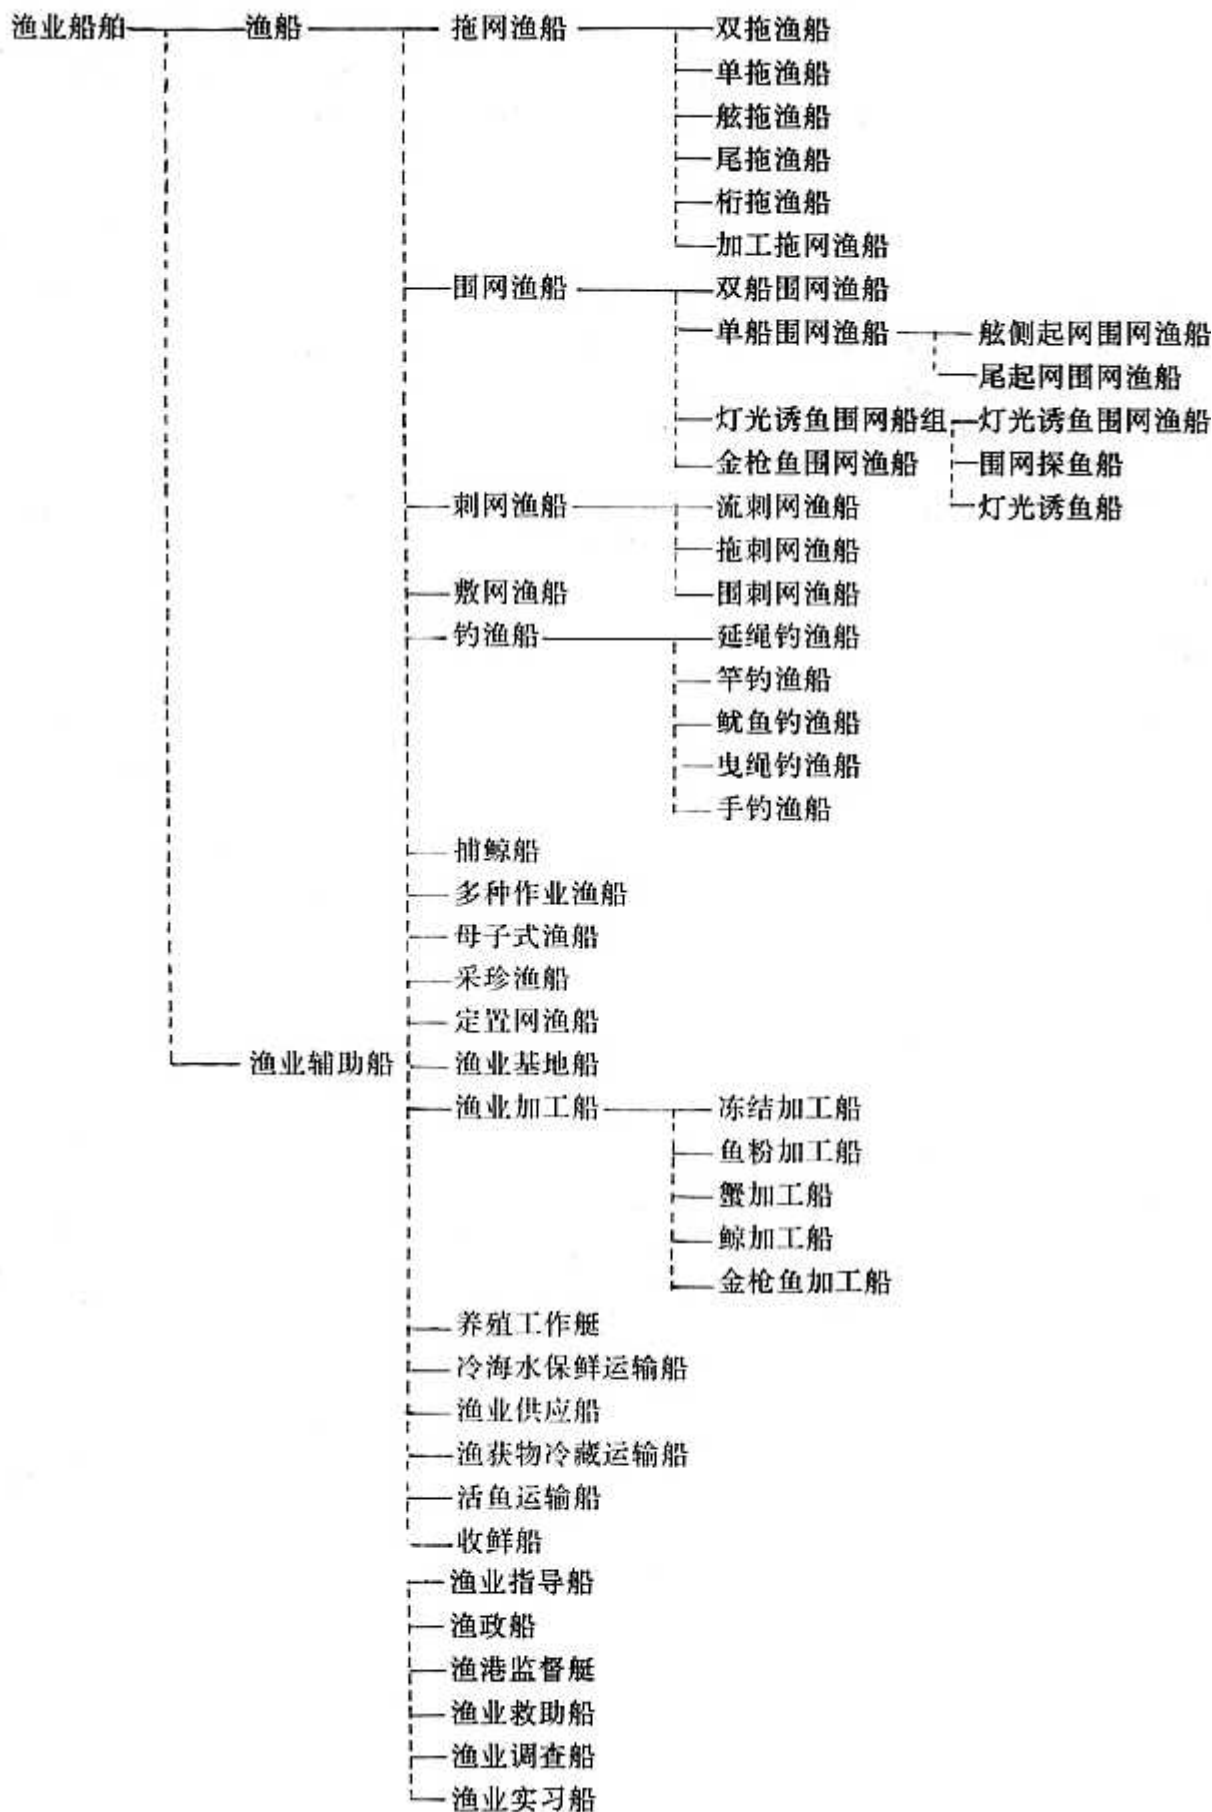 渔业船舶 渔船 拖网渔船 双拖渔船
单拖渔船
舷拖渔船
尾拖渔船
桁拖渔船
加工拖网渔船
围网渔船 双船围网渔船
单船围网渔船 舷侧起网围网渔船
尾起网围网渔船
灯光诱鱼围网船组 灯光诱鱼围网渔船
金枪鱼围网渔船 围网探鱼船
刺网渔船 流刺网渔船 灯光诱鱼船
拖刺网渔船
敷网渔船 围刺网渔船
钓渔船 延绳钓渔船
竿钓渔船
鱿鱼钓渔船
曳绳钓渔船
手钓渔船
捕鲸船
多种作业渔船
母子式渔船
采珍渔船
定置网渔船
渔业辅助船 渔业基地船
渔业加工船 冻结加工船
鱼粉加工船
蟹加工船
鲸加工船
金枪鱼加工船
养殖工作艇
冷海水保鲜运输船
渔业供应船
渔获物冷藏运输船
活鱼运输船
收鲜船
渔业指导船
渔政船
渔港监督艇
渔业救助船
渔业调查船
渔业实习船